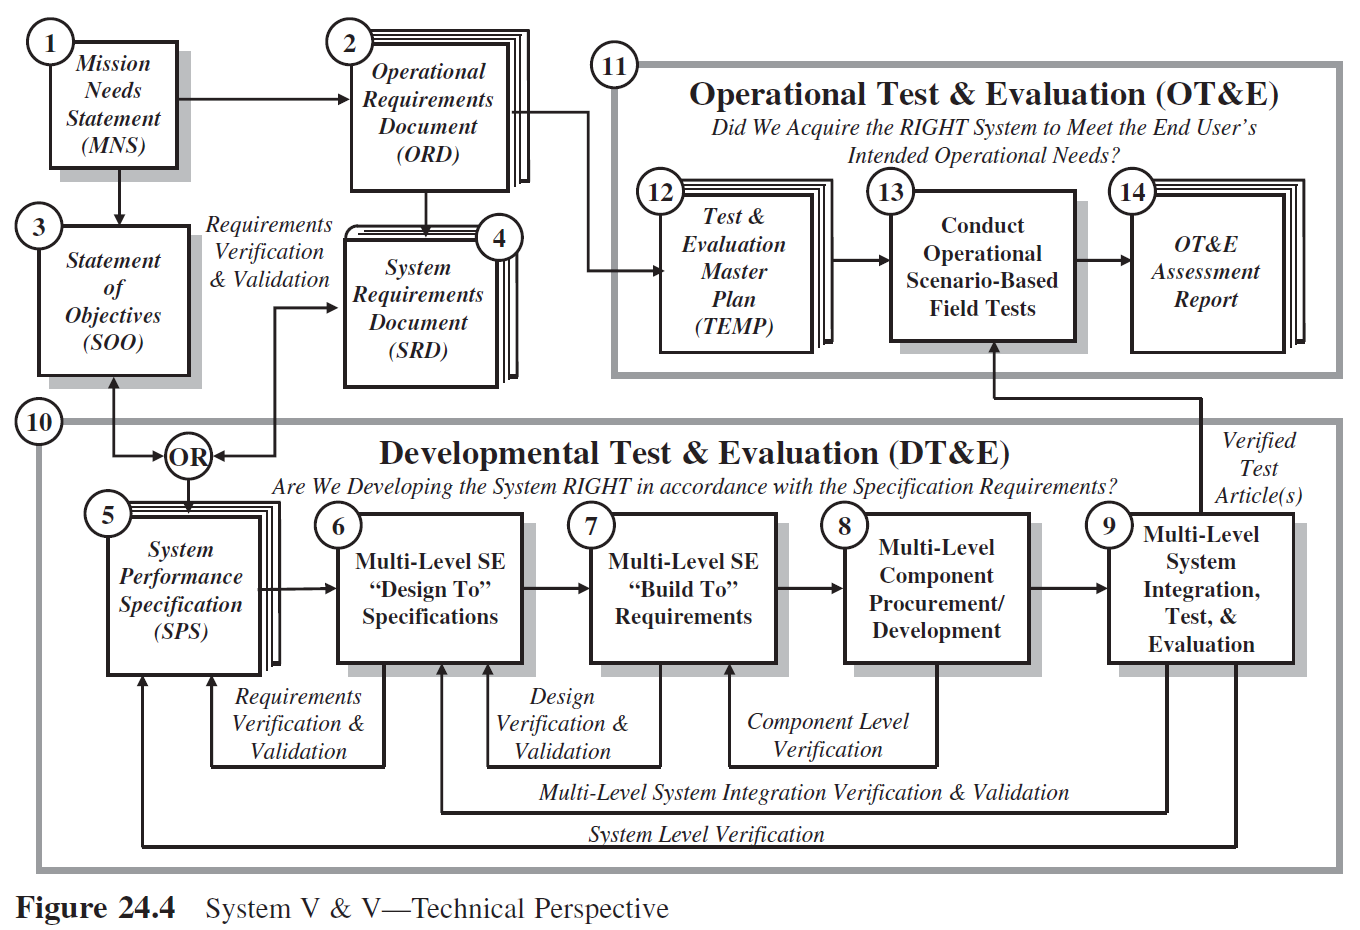 1
Mission
Needs
Statement
(MNS)
2
Operational
Requirements
Document
(ORD)
3
Statement
of
Objectives
(SOO)
Requirements
Verification
& Validation
4
System
Requirements
Document
(SRD)
11
Operational Test & Evaluation (OT&E)
Did We Acquire the RIGHT System to Meet the End User's
Intended Operational Needs?
12
Test &
Evaluation
Master
Plan
(TEMP)
13
Conduct
Operational
Scenario-Based
Field Tests
14
OT&E
Assessment
Report
10
OR
Developmental Test & Evaluation (DT&E)
Are We Developing the System RIGHT in accordance with the Specification Requirements?
Verified
Test
Article(s)
5
System
Performance
Specification
(SPS)
6
Multi-Level SE
“Design To”
Specifications
7
Multi-Level SE
“Build To”
Requirements
8
Multi-Level
Component
Procurement/
Development
9
Multi-Level
System
Integration,
Test, &
Evaluation
Requirements
Verification &
Validation
Design
Verification &
Validation
Component Level
Verification
Multi-Level System Integration Verification & Validation
System Level Verification
Figure 24.4 System V & V—Technical Perspective